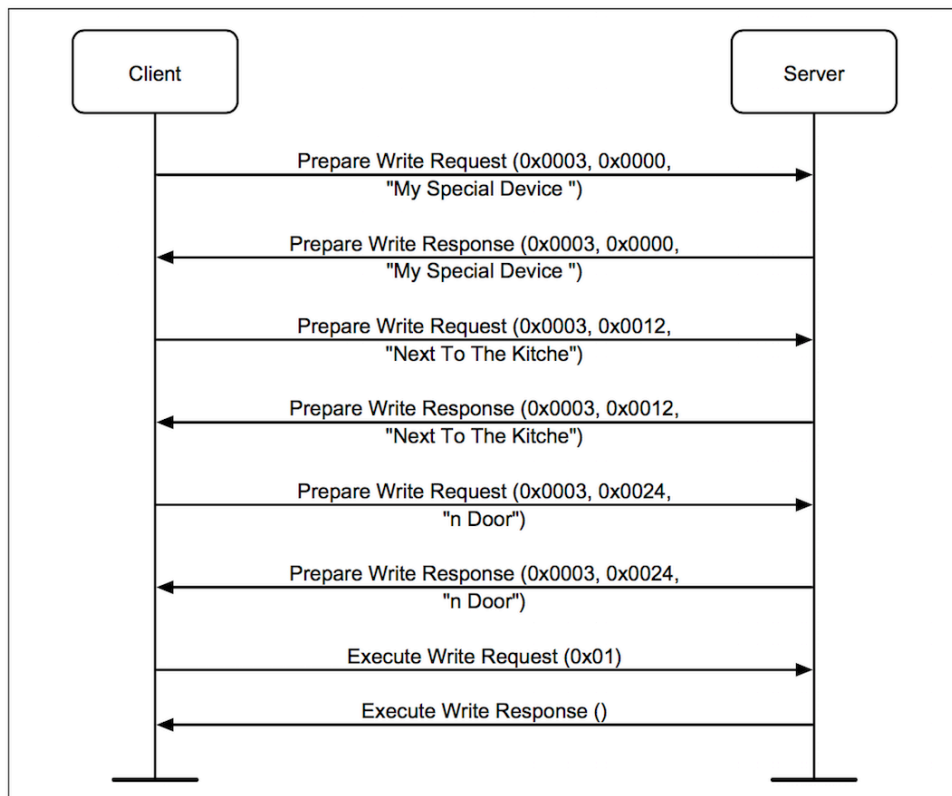 Client
Server
Prepare Write Request (0x0003, 0x0000,
"My Special Device ")
Prepare Write Response (0x0003, 0x0000,
"My Special Device ")
Prepare Write Request (0x0003, 0x0012,
"Next To The Kitche")
Prepare Write Response (0x0003, 0x0012,
"Next To The Kitche")
Prepare Write Request (0x0003, 0x0024,
"n Door")
Prepare Write Response (0x0003, 0x0024,
"n Door")
Execute Write Request (0x01)
Execute Write Response ()